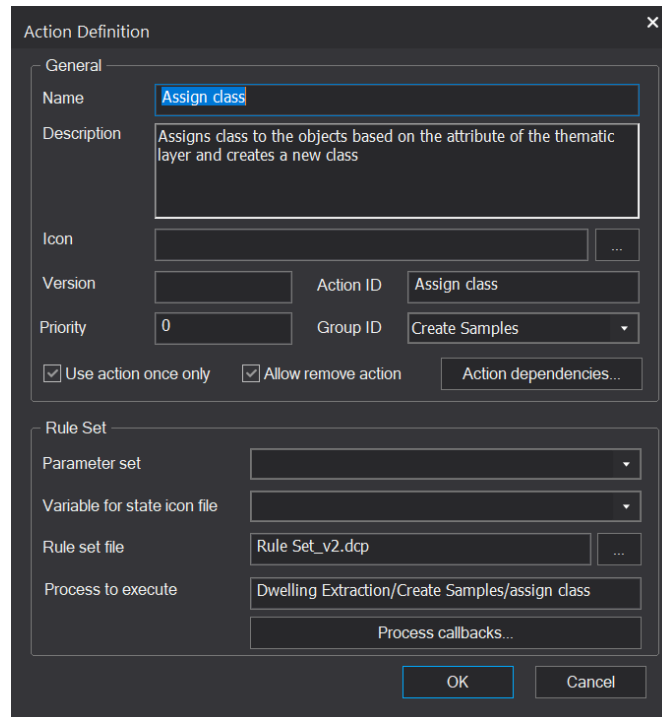 Action Definition
×
General
Name
Assign class
Description
Assigns class to the objects based on the attribute of the thematic
layer and creates a new class
Icon
...
Version
Action ID
Assign class
Priority
0
Group ID
Create Samples
Use action once only
Allow remove action
Action dependencies...
Rule Set
Parameter set
Variable for state icon file
Rule set file
Rule Set_v2.dcp
...
Process to execute
Dwelling Extraction/Create Samples/assign class
Process callbacks...
OK
Cancel